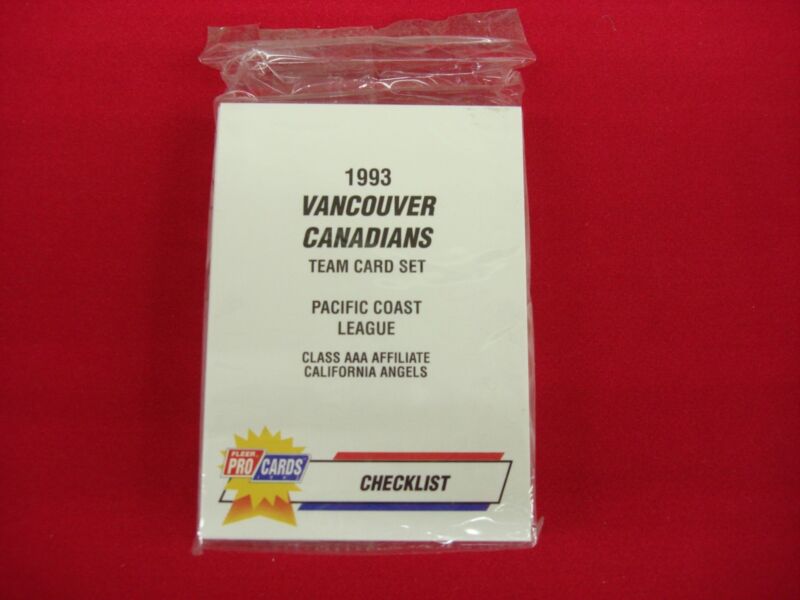 1993
VANCOUVER
CANADIANS
TEAM CARD SET
PACIFIC COAST
LEAGUE
CLASS AAA AFFILIATE
CALIFORNIA ANGELS
FLEER
PRO CARDS
CHECKLIST